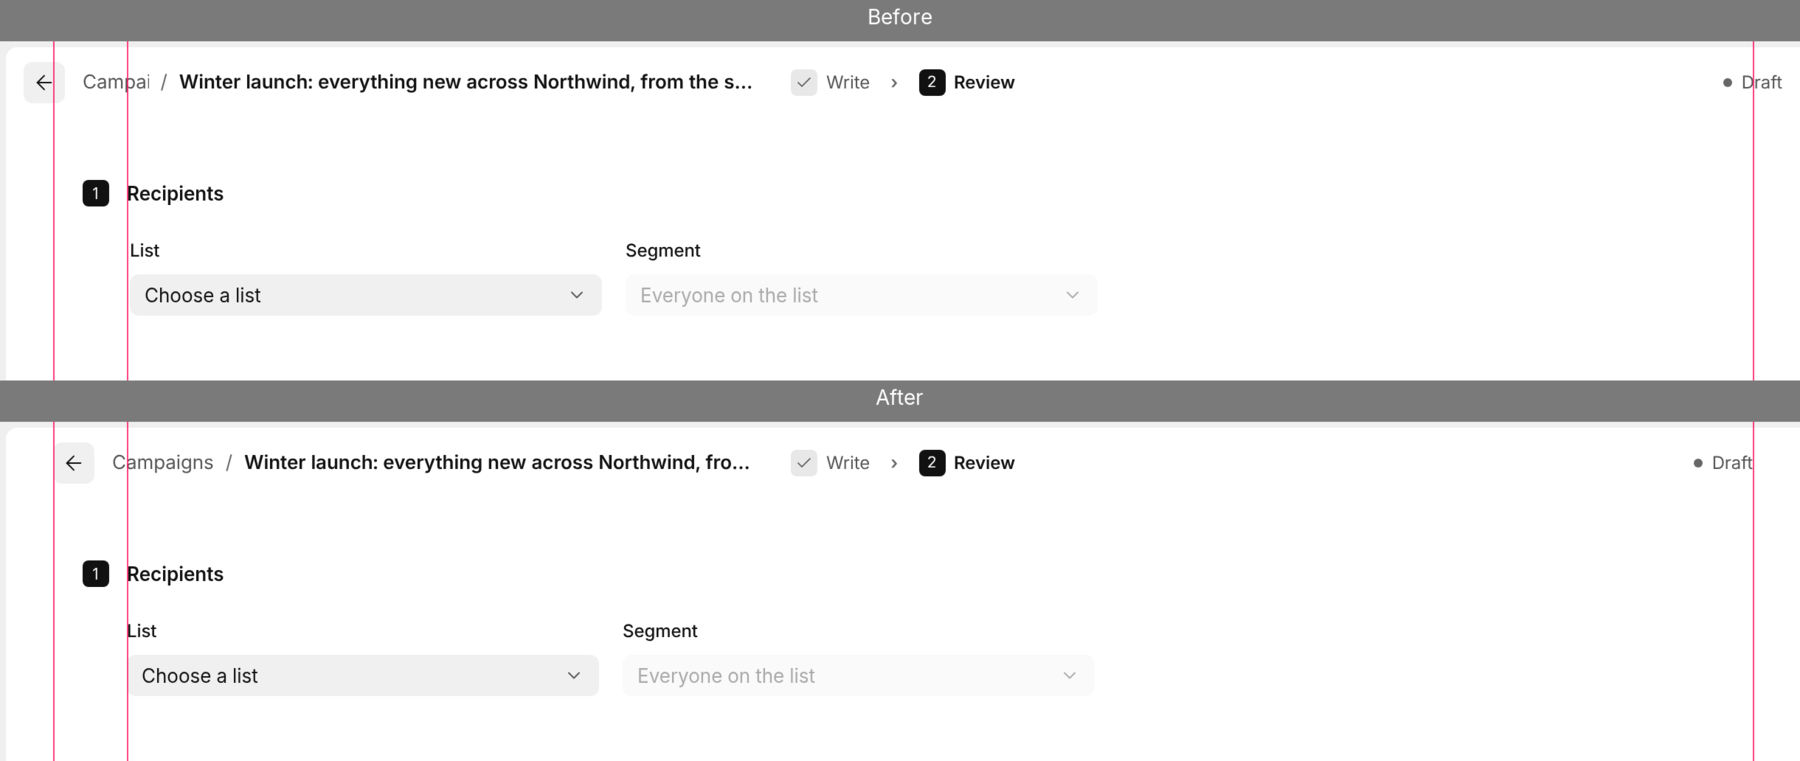 Before
Campai / Winter launch: everything new across Northwind, from the s... Write › 2 Review Draft
1 Recipients
List Segment
Choose a list Everyone on the list
After
Campaigns / Winter launch: everything new across Northwind, fro... Write › 2 Review Draft
1 Recipients
List Segment
Choose a list Everyone on the list